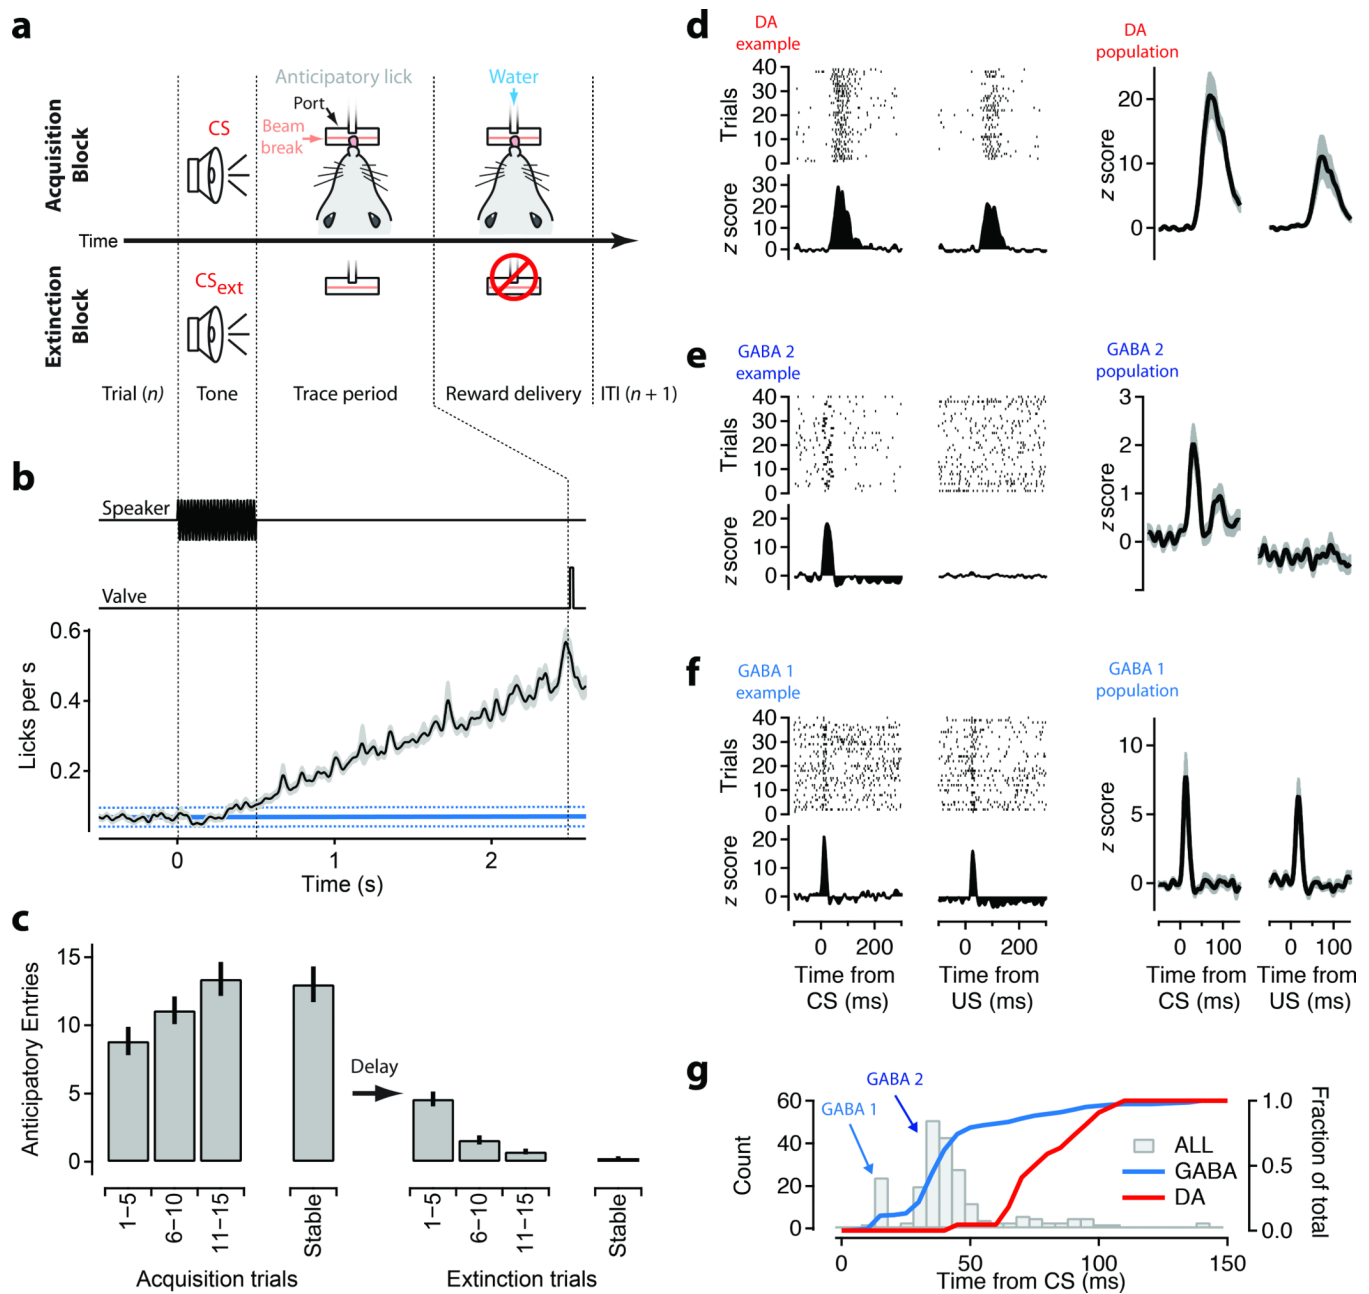 a
Acquisition
Block
Extinction
Block
CS
Anticipatory lick
Port
Beam
break
Water
Time
CSext
Trial (n)
Tone
Trace period
Reward delivery
ITI (n + 1)
b
Speaker
Valve
Licks per s
0.6
0.4
0.2
0
1
2
Time (s)
c
Anticipatory Entries
15
10
5
0
Delay
1–5
6–10
11–15
Stable
1–5
6–10
11–15
Stable
Acquisition trials
Extinction trials
d
DA
example
Trials
40
30
20
10
0
z score
30
20
10
0
DA
population
z score
20
10
0
e
GABA 2
example
Trials
40
30
20
10
0
z score
20
10
0
GABA 2
population
z score
3
2
1
0
f
GABA 1
example
Trials
40
30
20
10
0
z score
20
10
0
0
200
0
200
Time from
CS (ms)
Time from
US (ms)
GABA 1
population
z score
10
5
0
0
100
0
100
Time from
CS (ms)
Time from
US (ms)
g
GABA 1
GABA 2
Count
60
40
20
0
ALL
GABA
DA
1.0
0.5
0.0
Fraction of total
0
50
100
150
Time from CS (ms)